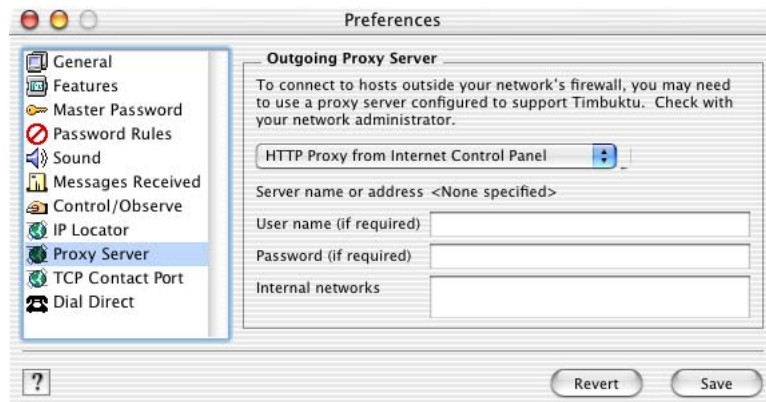 Preferences
General
Features
Master Password
Password Rules
Sound
Messages Received
Control/Observe
IP Locator
Proxy Server
TCP Contact Port
Dial Direct
Outgoing Proxy Server
To connect to hosts outside your network's firewall, you may need
to use a proxy server configured to support Timbuktu. Check with
your network administrator.
HTTP Proxy from Internet Control Panel
Server name or address <None specified>
User name (if required)
Password (if required)
Internal networks
?
Revert
Save